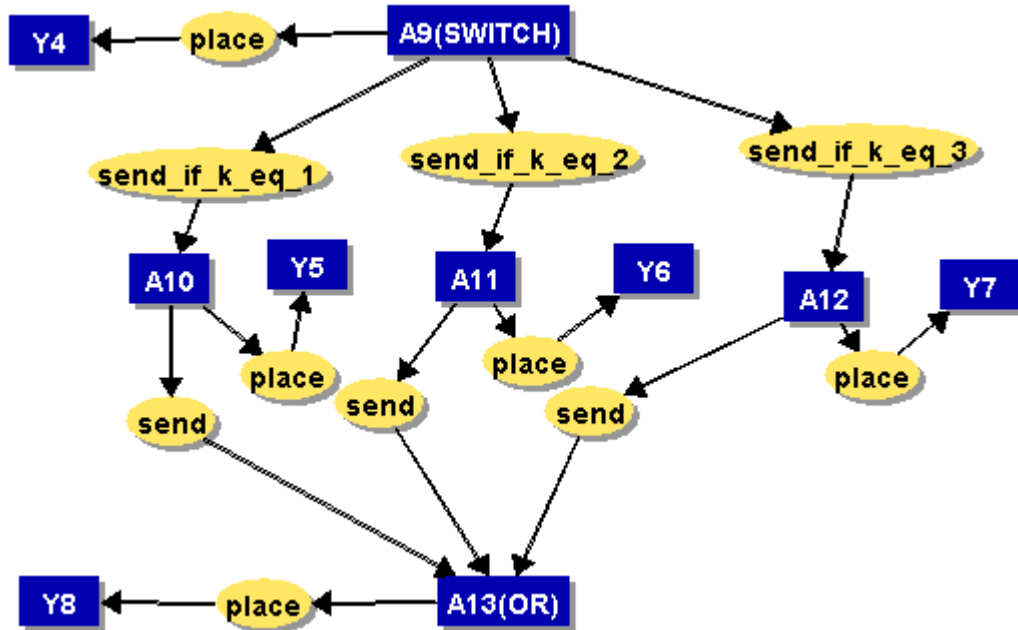 Y4
place
A9(SWITCH)
send_if_k_eq_1
send_if_k_eq_2
send_if_k_eq_3
A10
Y5
A11
Y6
A12
Y7
place
place
place
send
send
send
Y8
place
A13(OR)